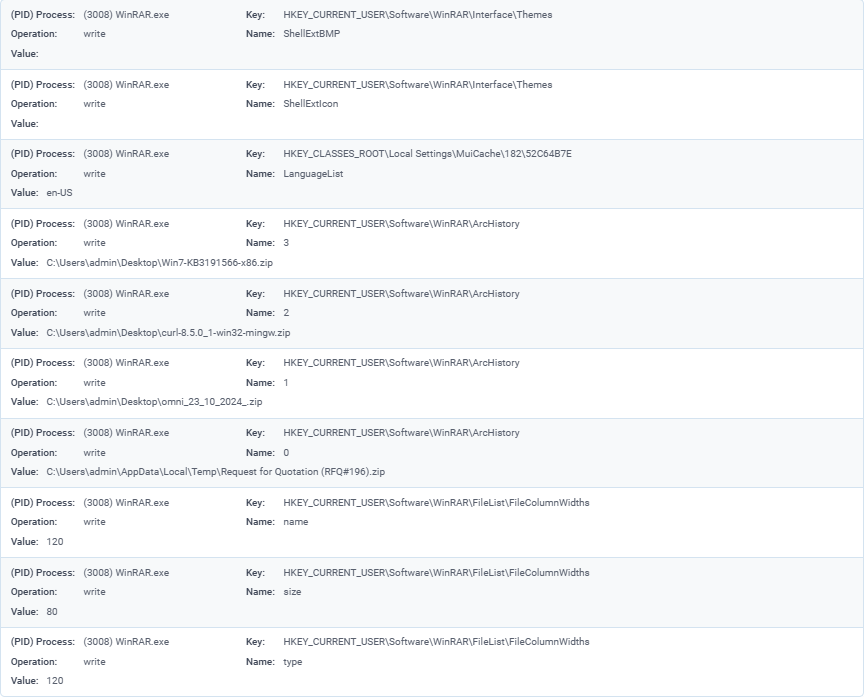 (PID) Process: (3008) WinRAR.exe Key: HKEY_CURRENT_USER\Software\WinRAR\Interface\Themes
Operation: write Name: ShellExtBMP
Value:
(PID) Process: (3008) WinRAR.exe Key: HKEY_CURRENT_USER\Software\WinRAR\Interface\Themes
Operation: write Name: ShellExtIcon
Value:
(PID) Process: (3008) WinRAR.exe Key: HKEY_CLASSES_ROOT\Local Settings\MuiCache\182\52C64B7E
Operation: write Name: LanguageList
Value: en-US
(PID) Process: (3008) WinRAR.exe Key: HKEY_CURRENT_USER\Software\WinRAR\ArcHistory
Operation: write Name: 3
Value: C:\Users\admin\Desktop\Win7-KB3191566-x86.zip
(PID) Process: (3008) WinRAR.exe Key: HKEY_CURRENT_USER\Software\WinRAR\ArcHistory
Operation: write Name: 2
Value: C:\Users\admin\Desktop\curl-8.5.0_1-win32-mingw.zip
(PID) Process: (3008) WinRAR.exe Key: HKEY_CURRENT_USER\Software\WinRAR\ArcHistory
Operation: write Name: 1
Value: C:\Users\admin\Desktop\omni_23_10_2024_.zip
(PID) Process: (3008) WinRAR.exe Key: HKEY_CURRENT_USER\Software\WinRAR\ArcHistory
Operation: write Name: 0
Value: C:\Users\admin\AppData\Local\Temp\Request for Quotation (RFQ#196).zip
(PID) Process: (3008) WinRAR.exe Key: HKEY_CURRENT_USER\Software\WinRAR\FileList\FileColumnWidths
Operation: write Name: name
Value: 120
(PID) Process: (3008) WinRAR.exe Key: HKEY_CURRENT_USER\Software\WinRAR\FileList\FileColumnWidths
Operation: write Name: size
Value: 80
(PID) Process: (3008) WinRAR.exe Key: HKEY_CURRENT_USER\Software\WinRAR\FileList\FileColumnWidths
Operation: write Name: type
Value: 120